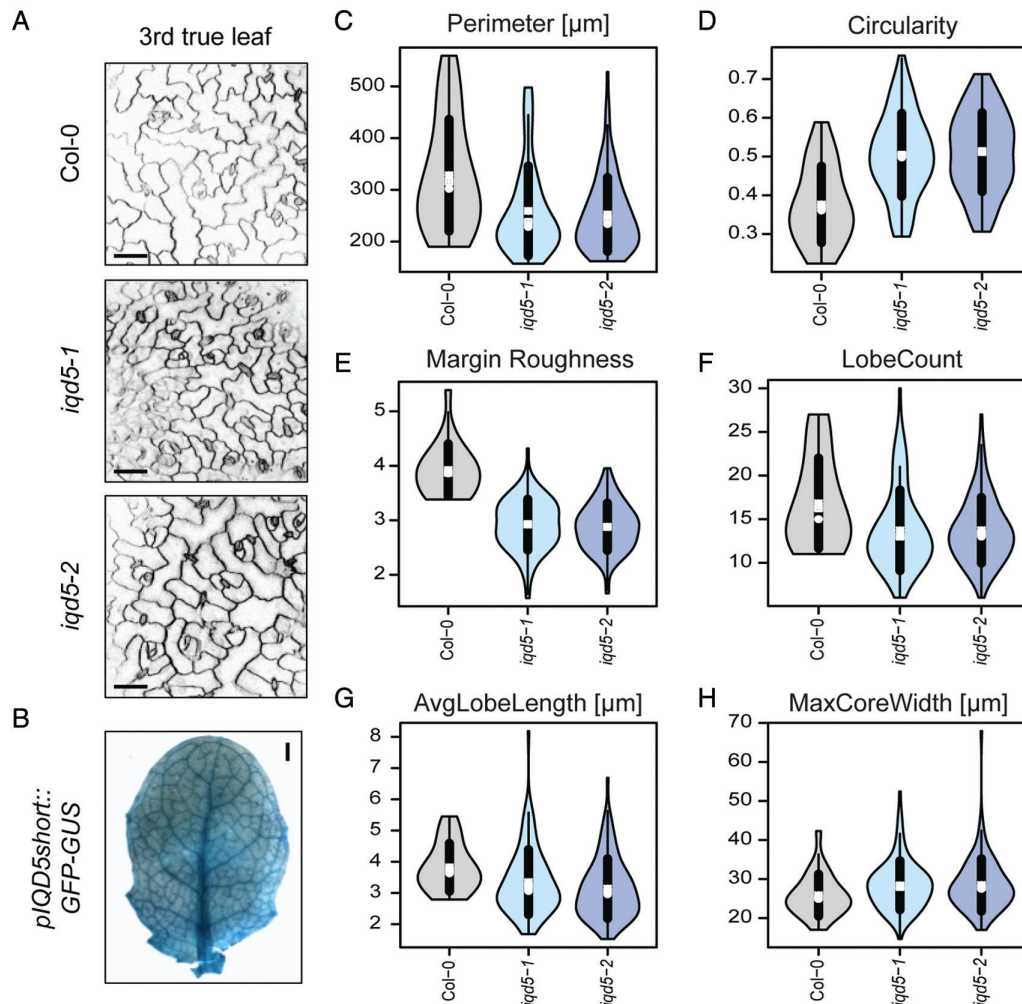 A
3rd true leaf
Col-0
iqd5-1
iqd5-2
B
pIQD5short::
GFP-GUS
C
Perimeter [µm]
500
400
300
200
Col-0
iqd5-1
iqd5-2
D
Circularity
0.7
0.6
0.5
0.4
0.3
Col-0
iqd5-1
iqd5-2
E
Margin Roughness
5
4
3
2
Col-0
iqd5-1
iqd5-2
F
LobeCount
30
25
20
15
10
Col-0
iqd5-1
iqd5-2
G
AvgLobeLength [µm]
8
7
6
5
4
3
2
Col-0
iqd5-1
iqd5-2
H
MaxCoreWidth [µm]
70
60
50
40
30
20
Col-0
iqd5-1
iqd5-2